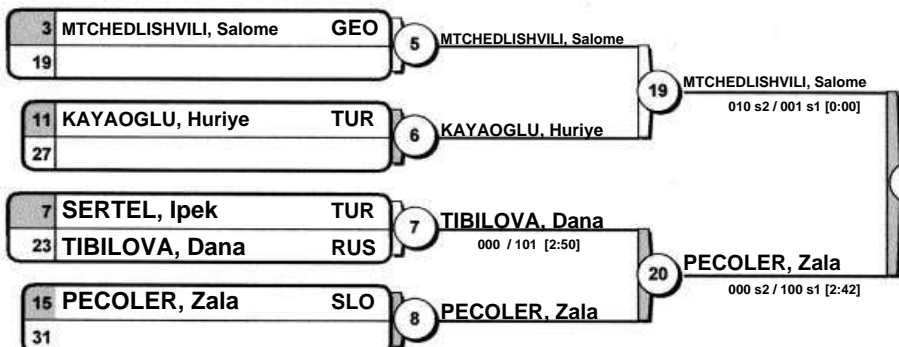 3 MTCHEDLISHVILI, Salome GEO
19
5
MTCHEDLISHVILI, Salome
11 KAYAOGLU, Huriye TUR
27
6
KAYAOGLU, Huriye
19
MTCHEDLISHVILI, Salome
010 s2 / 001 s1 [0:00]
7 SERTEL, Ipek TUR
23 TIBILOVA, Dana RUS
7
TIBILOVA, Dana
000 / 101 [2:50]
15 PECOLER, Zala SLO
31
8
PECOLER, Zala
20
PECOLER, Zala
000 s2 / 100 s1 [2:42]